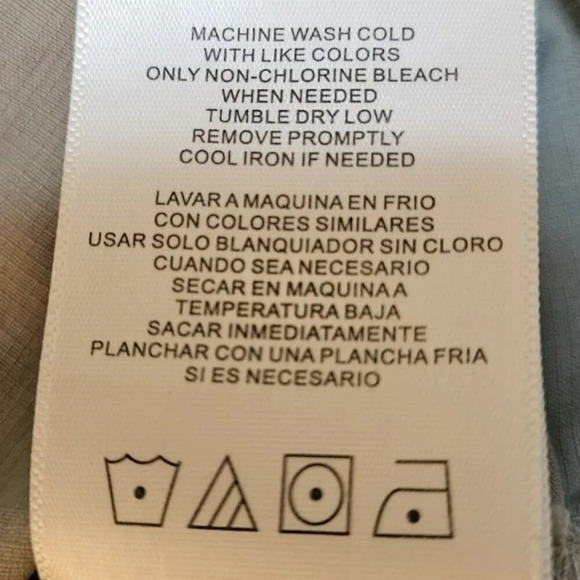 MACHINE WASH COLD
WITH LIKE COLORS
ONLY NON-CHLORINE BLEACH
WHEN NEEDED
TUMBLE DRY LOW
REMOVE PROMPTLY
COOL IRON IF NEEDED
LAVAR A MAQUINA EN FRIO
CON COLORES SIMILARES
USAR SOLO BLANQUIADOR SIN CLORO
CUANDO SEA NECESARIO
SECAR EN MAQUINA A
TEMPERATURA BAJA
SACAR INMEDIATAMENTE
PLANCHAR CON UNA PLANCHA FRIA
SI ES NECESARIO